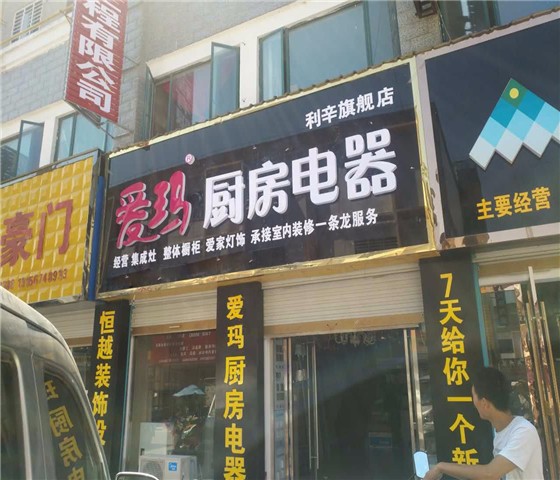 程有限公司
利辛旗舰店
爱玛 厨房电器
经营 集成灶 整体橱柜 爱家灯饰 承接室内装修一条龙服务
豪门
主要经营
恒越装饰设
爱玛厨房电器
7天给你一个新
玛厨房电